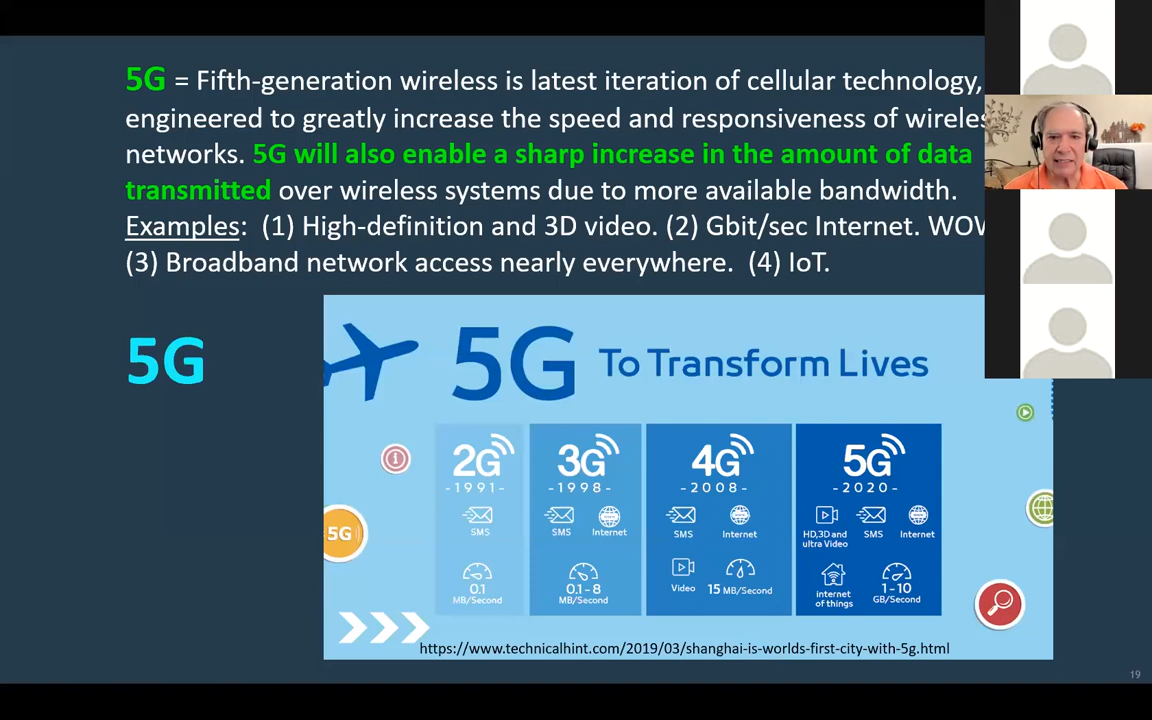 5G = Fifth-generation wireless is latest iteration of cellular technology,
engineered to greatly increase the speed and responsiveness of
networks. 5G will also enable a sharp increase in the amount of data
transmitted over wireless systems due to more available bandwidth.
Examples: (1) High-definition and 3D video. (2) Gbit/sec Internet.
(3) Broadband network access nearly everywhere. (4) IoT.
5G
5G To Transform Lives
2G
-1991-
SMS
0.1
MB/Second
3G
-1998-
SMS Internet
0.1-8
MB/Second
4G
-2008-
SMS Internet
Video 15 MB/Second
5G
-2020-
HD,3D and
ultra Video
SMS Internet
internet
of things
1-10
GB/Second
5G
https://www.technicalhint.com/2019/03/shanghai-is-worlds-first-city-with-5g.html
19